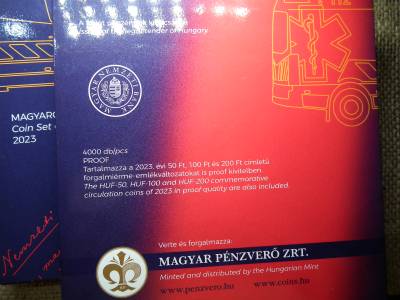 112
MAGYAR NEMZETI BANK
MAGYARO
Coin Set
2023
4000 db/pcs
PROOF
Tartalmazza a 2023. évi 50 Ft, 100 Ft és 200 Ft címletű
forgalmiérme-emlékváltozatokat is proof kivitelben.
The HUF-50, HUF-100 and HUF-200 commemorative
circulation coins of 2023 in proof quality are also included.
Verte és forgalmazza:
MAGYAR PÉNZVERŐ ZRT.
Minted and distributed by the Hungarian Mint
www.penzvero.hu www.coins.hu